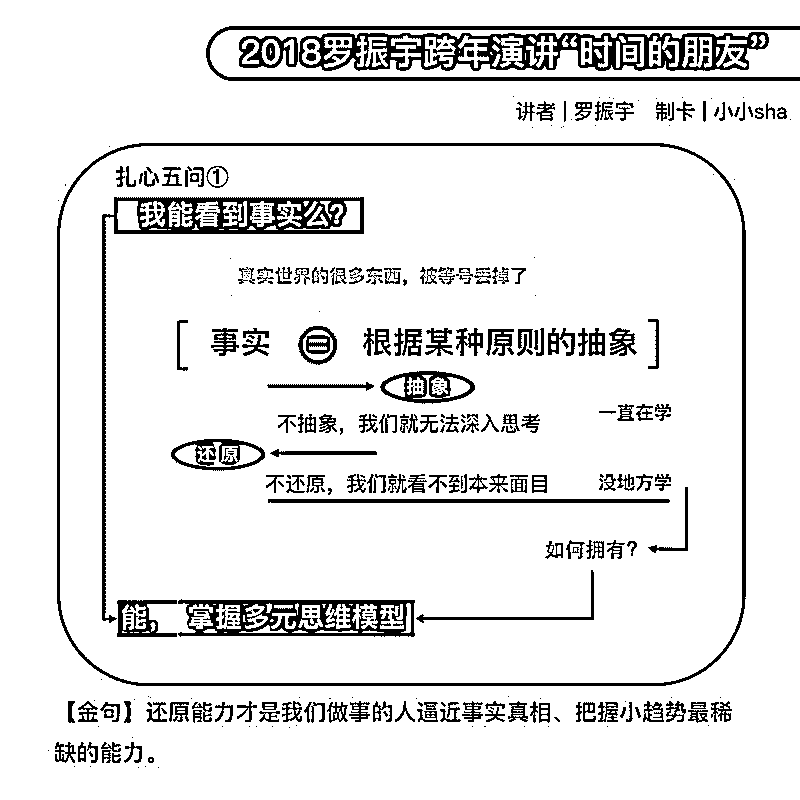 2018罗振宇跨年演讲“时间的朋友”
讲者 | 罗振宇　制卡 | 小小sha
扎心五问①
我能看到事实么？
真实世界的很多东西，被等号丢掉了
[ 事实 = 根据某种原则的抽象 ]
抽象
不抽象，我们就无法深入思考
一直在学
还原
不还原，我们就看不到本来面目
没地方学
如何拥有？
能，　掌握多元思维模型
【金句】还原能力才是我们做事的人逼近事实真相、把握小趋势最稀
缺的能力。